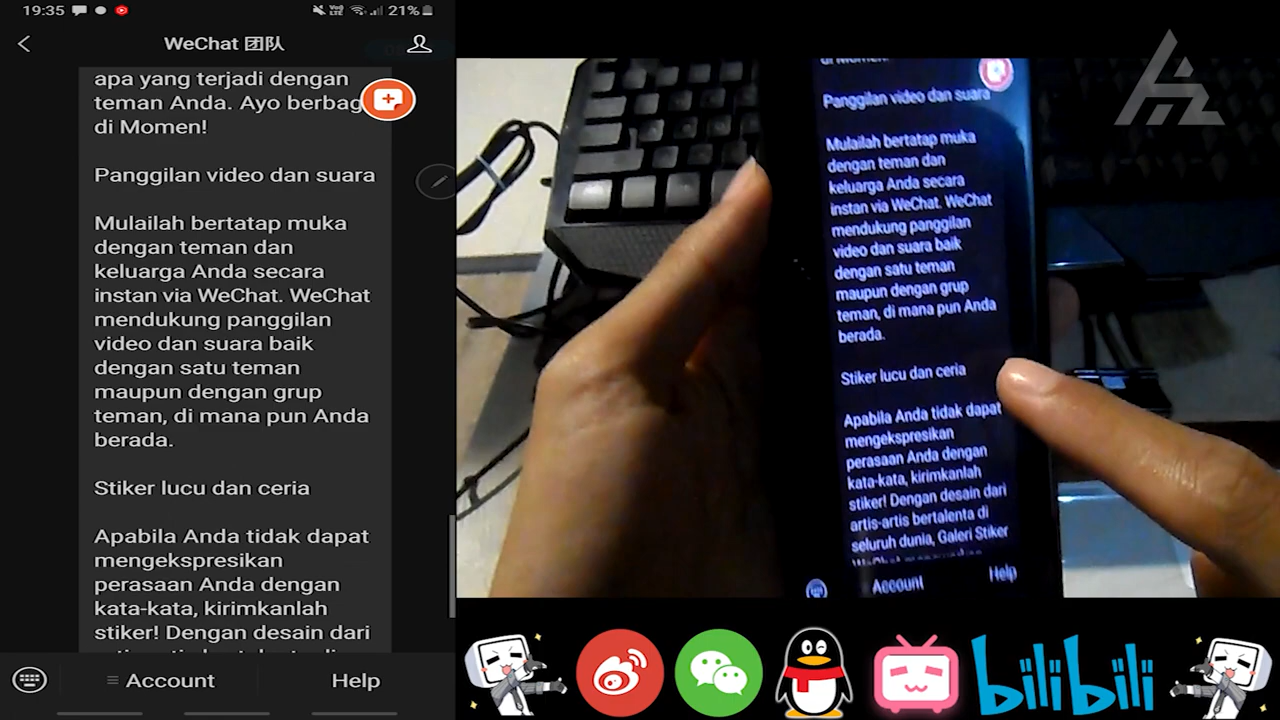 19:35
21%
WeChat 团队
apa yang terjadi dengan
teman Anda. Ayo berbag
di Momen!
Panggilan video dan suara
Mulailah bertatap muka
dengan teman dan
keluarga Anda secara
instan via WeChat. WeChat
mendukung panggilan
video dan suara baik
dengan satu teman
maupun dengan grup
teman, di mana pun Anda
berada.
Stiker lucu dan ceria
Apabila Anda tidak dapat
mengekspresikan
perasaan Anda dengan
kata-kata, kirimkanlah
stiker! Dengan desain dari
Account
Help
Panggilan video dan suara
Mulailah bertatap muka
dengan teman dan
keluarga Anda secara
instan via WeChat. WeChat
mendukung panggilan
video dan suara baik
dengan satu teman
maupun dengan grup
teman, di mana pun Anda
berada.
Stiker lucu dan ceria
Apabila Anda tidak dapat
mengekspresikan
perasaan Anda dengan
kata-kata, kirimkanlah
stiker! Dengan desain dari
artis-artis bertalenta di
seluruh dunia, Galeri Stiker
Account
Help
bilibili